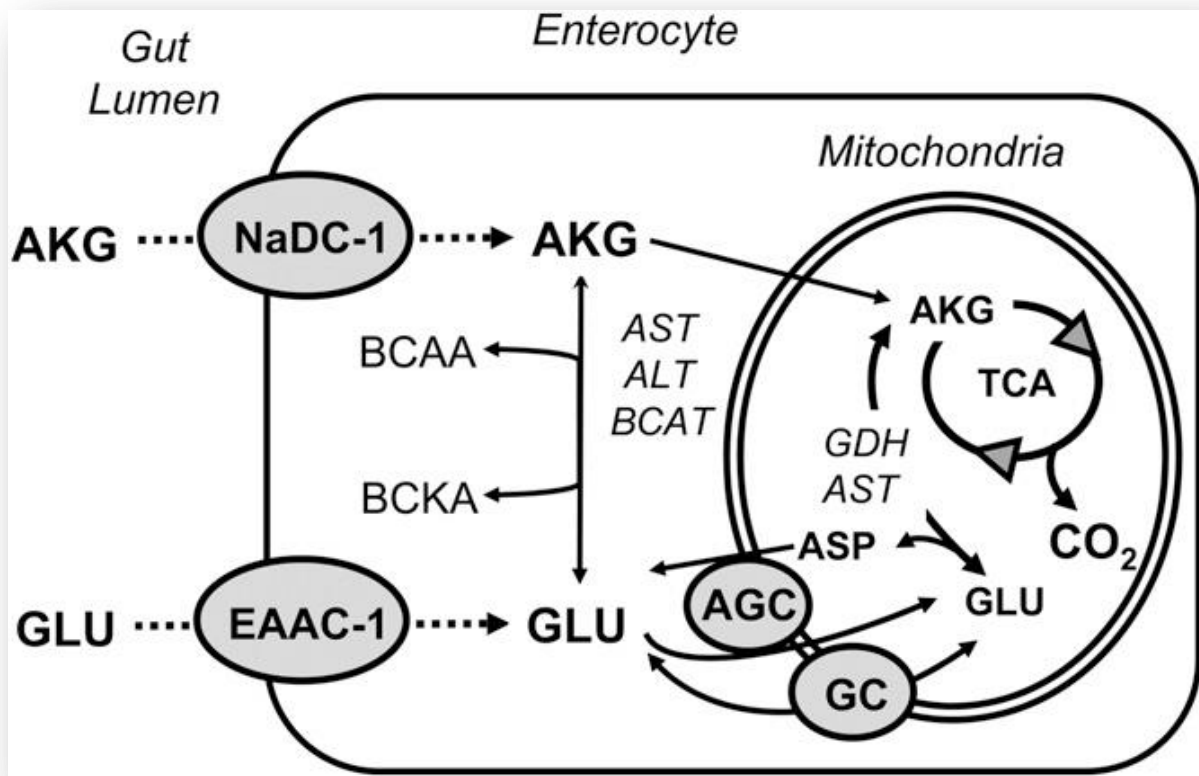 Gut
Lumen
Enterocyte
Mitochondria
AKG
NaDC-1
AKG
AKG
TCA
BCAA
AST
ALT
BCAT
GDH
AST
BCKA
ASP
CO₂
GLU
EAAC-1
GLU
AGC
GLU
GC